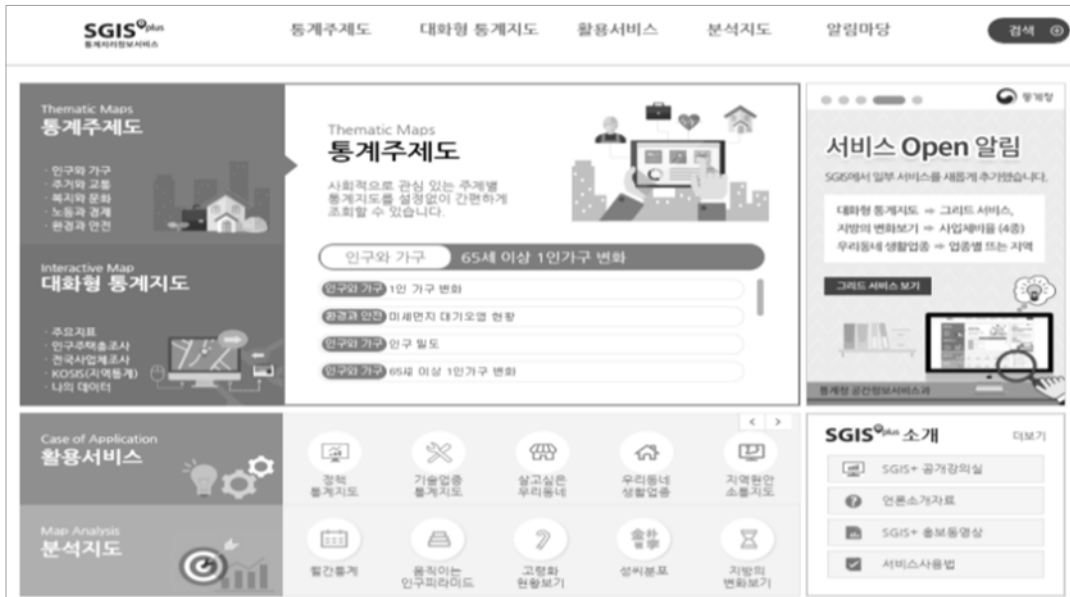 SGIS plus
통계지리정보서비스
통계주제도
대화형 통계지도
활용서비스
분석지도
알림마당
검색
Thematic Maps
통계주제도
· 인구와 가구
· 주거와 교통
· 복지와 문화
· 노동과 경제
· 환경과 안전
Interactive Map
대화형 통계지도
· 주요지표
· 인구주택총조사
· 전국사업체조사
· KOSIS(지역통계)
· 나의 데이터
Thematic Maps
통계주제도
사회적으로 관심 있는 주제별
통계지도를 설정없이 간편하게
조회할 수 있습니다.
인구와 가구 65세 이상 1인가구 변화
인구와 가구 1인 가구 변화
환경과 안전 미세먼지 대기오염 현황
인구와 가구 인구 밀도
인구와 가구 65세 이상 1인가구 변화
통계청
서비스 Open 알림
SGIS에서 일부 서비스를 새롭게 추가했습니다.
대화형 통계지도 ⇒ 그리드 서비스,
지방의 변화보기 ⇒ 사업체비율 (4종)
우리동네 생활업종 ⇒ 업종별 뜨는 지역
그리드 서비스 보기
통계청 공간정보서비스과
Case of Application
활용서비스
정책
통계지도
기술업종
통계지도
살고싶은
우리동네
우리동네
생활업종
지역현안
소통지도
Map Analysis
분석지도
월간통계
움직이는
인구피라미드
고령화
현황보기
성씨분포
지방의
변화보기
SGIS plus 소개
더보기
SGIS+ 공개강의실
언론소개자료
SGIS+ 홍보동영상
서비스사용법